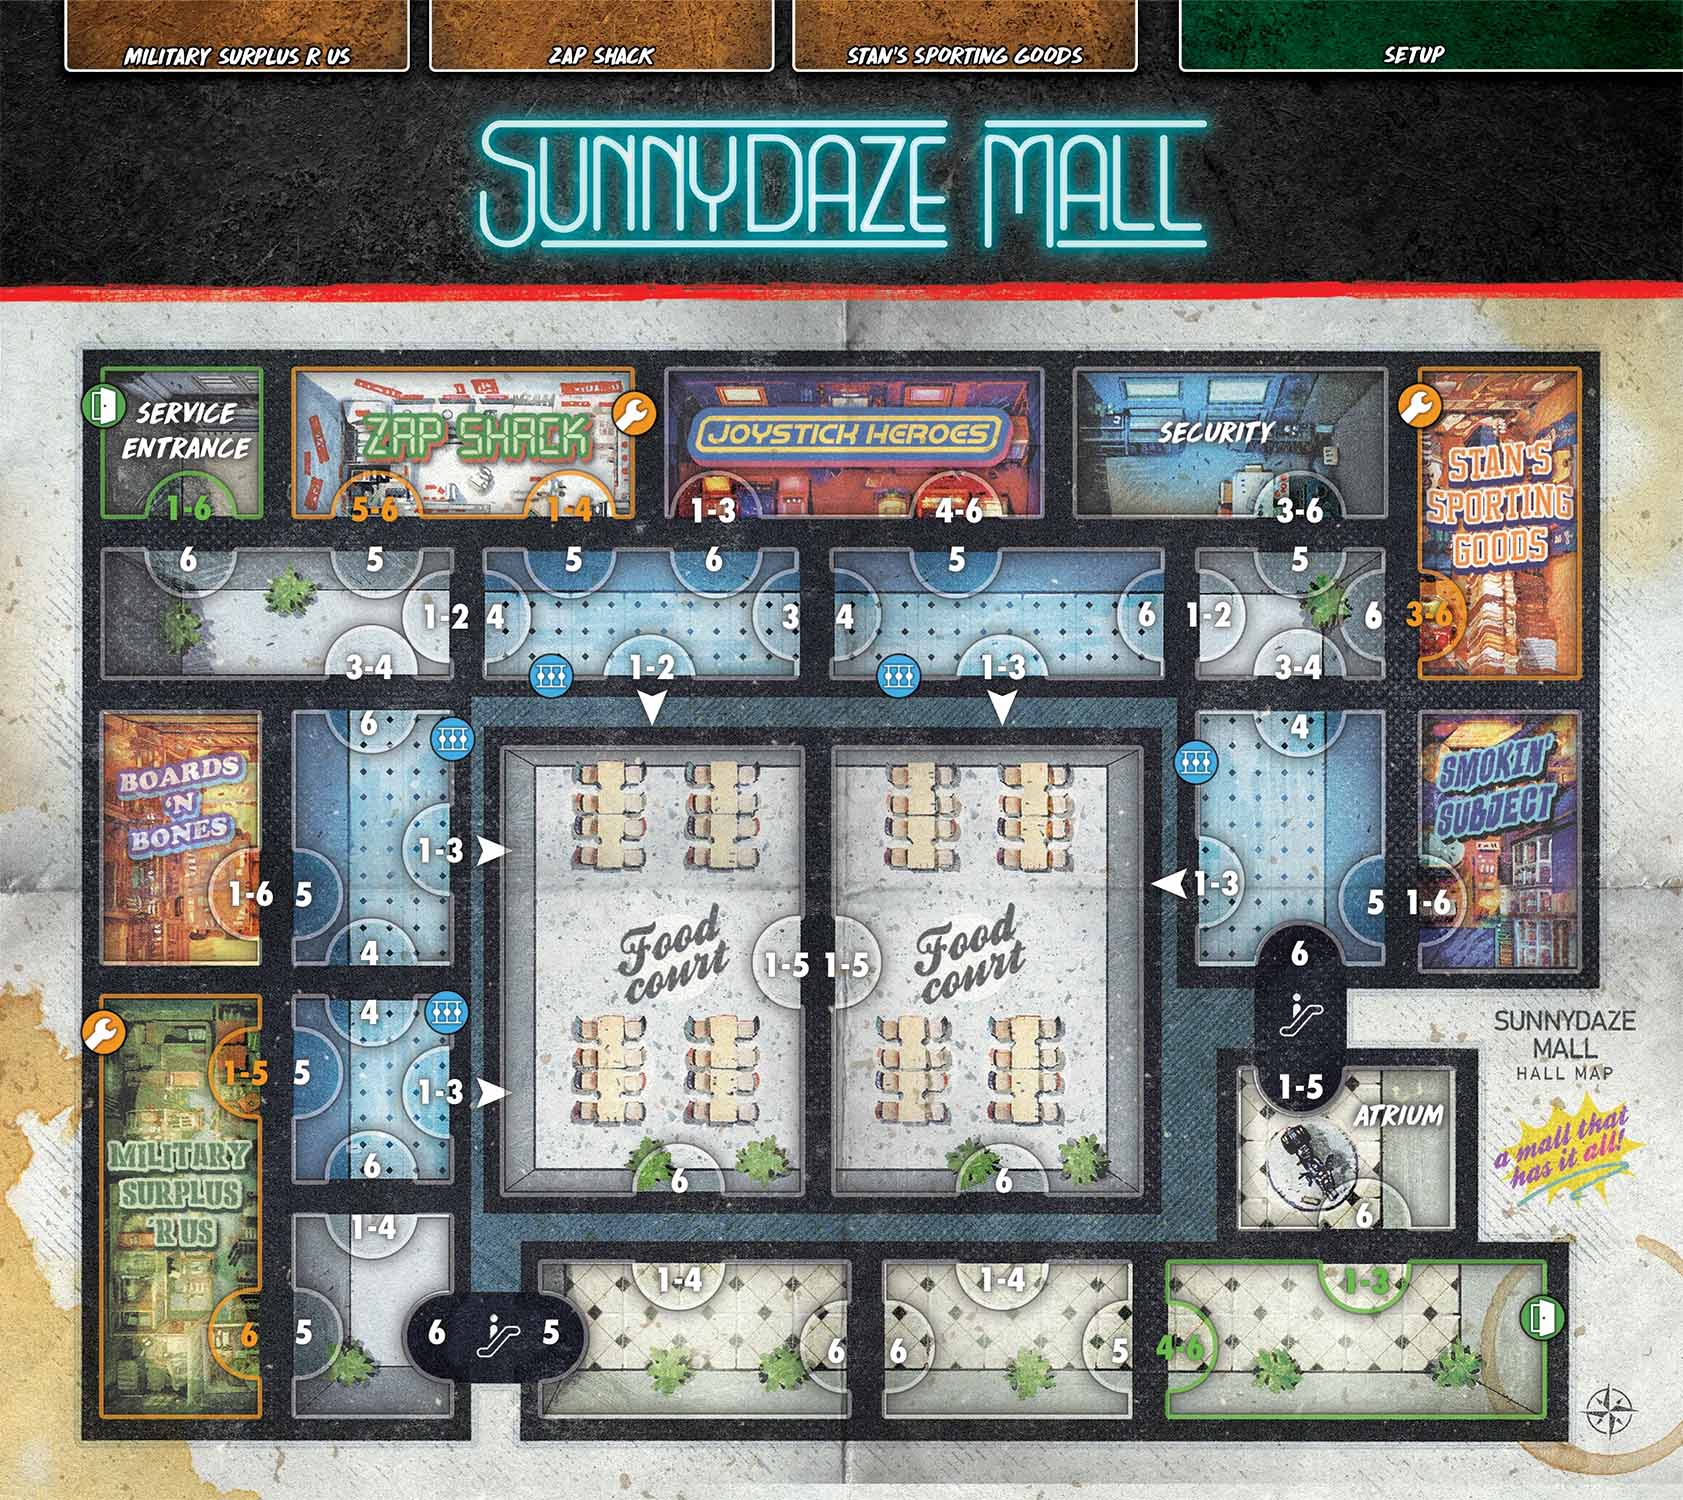 MILITARY SURPLUS R US
ZAP SHACK
STAN'S SPORTING GOODS
SETUP
SUNNYDAZE MALL
SERVICE
ENTRANCE
1-6
ZAP SHACK
5-6
1-4
JOYSTICK HEROES
1-3
4-6
SECURITY
3-6
STAN'S
SPORTING
GOODS
3-6
6
5
1-2
3-4
4
5
6
3
1-2
4
5
6
1-3
1-2
5
6
3-4
BOARDS
'N
BONES
1-6
6
5
1-3
4
Food
court
1-5
6
Food
court
1-5
6
4
1-3
5
6
SMOKIN'
SUBJECT
1-6
MILITARY
SURPLUS
'R US
1-5
6
4
5
1-3
6
1-5
ATRIUM
6
SUNNYDAZE
MALL
HALL MAP
a mall that
has it all!
1-4
5
6
5
1-4
6
6
1-4
5
4-6
1-3